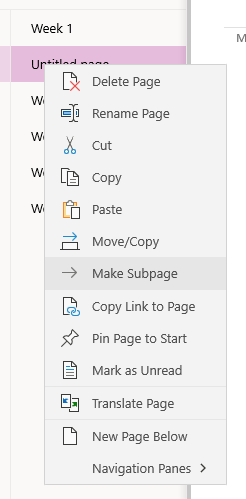 Week 1
Untitled page
Delete Page
We
Rename Page
We
Cut
We
Copy
We
Paste
Move/Copy
Make Subpage
Copy Link to Page
Pin Page to Start
Mark as Unread
Translate Page
New Page Below
Navigation Panes
M